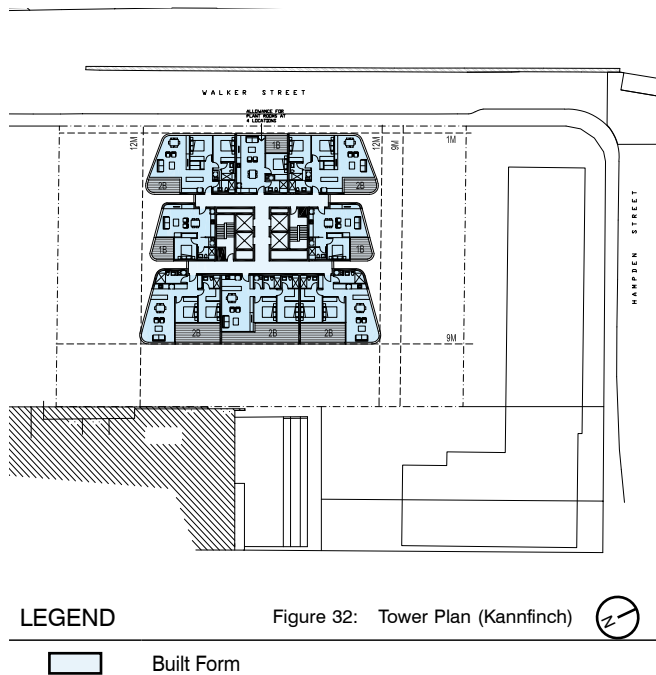 WALKER STREET
ALLOWANCE FOR
PLANT ROOMS AT
4 LOCATIONS
12M
12M
9M
1M
1B
2B
2B
1B
1B
HAMPDEN STREET
2B
2B
2B
9M
LEGEND
Figure 32: Tower Plan (Kannfinch)
N
Built Form